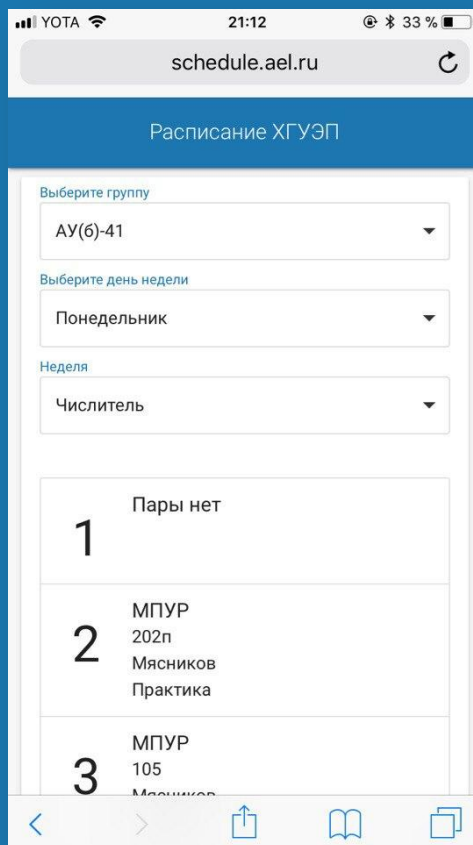 YOTA 21:12 33 %
schedule.ael.ru
Расписание ХГУЭП
Выберите группу
АУ(б)-41
Выберите день недели
Понедельник
Неделя
Числитель
1 Пары нет
2 МПУР
202п
Мясников
Практика
3 МПУР
105
Мясников